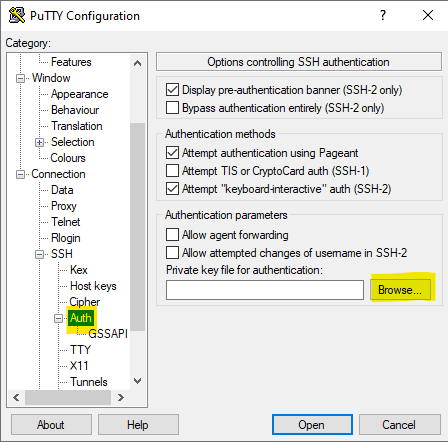 PuTTY Configuration
Category:
Features
Window
Appearance
Behaviour
Translation
Selection
Colours
Connection
Data
Proxy
Telnet
Rlogin
SSH
Kex
Host keys
Cipher
Auth
GSSAPI
TTY
X11
Tunnels
Options controlling SSH authentication
Display pre-authentication banner (SSH-2 only)
Bypass authentication entirely (SSH-2 only)
Authentication methods
Attempt authentication using Pageant
Attempt TIS or CryptoCard auth (SSH-1)
Attempt "keyboard-interactive" auth (SSH-2)
Authentication parameters
Allow agent forwarding
Allow attempted changes of username in SSH-2
Private key file for authentication:
Browse...
About
Help
Open
Cancel